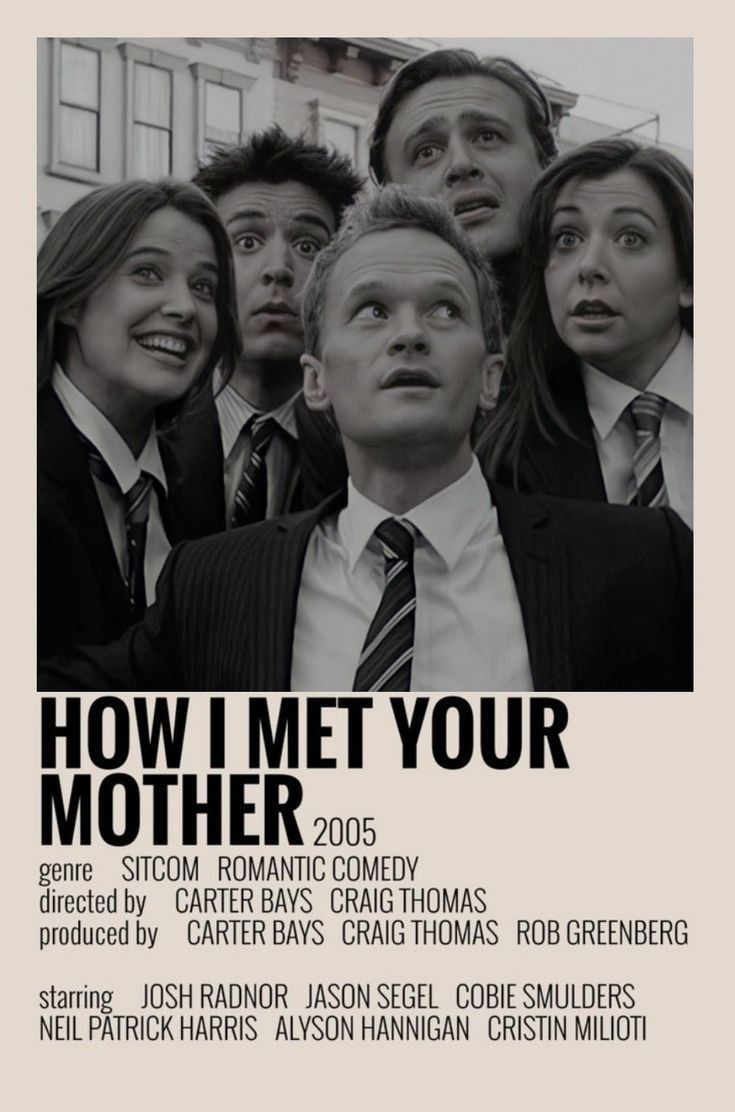 HOW I MET YOUR
MOTHER 2005
genre SITCOM ROMANTIC COMEDY
directed by CARTER BAYS CRAIG THOMAS
produced by CARTER BAYS CRAIG THOMAS ROB GREENBERG
starring JOSH RADNOR JASON SEGEL COBIE SMULDERS
NEIL PATRICK HARRIS ALYSON HANNIGAN CRISTIN MILIOTI